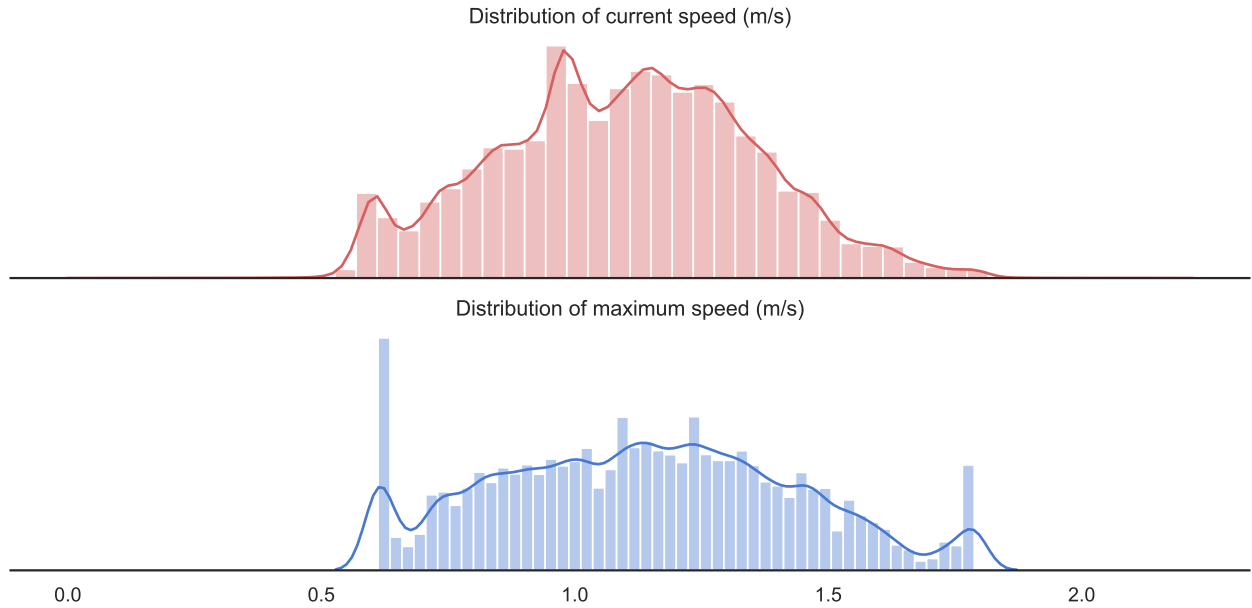 Distribution of current speed (m/s)
Distribution of maximum speed (m/s)
0.0 0.5 1.0 1.5 2.0